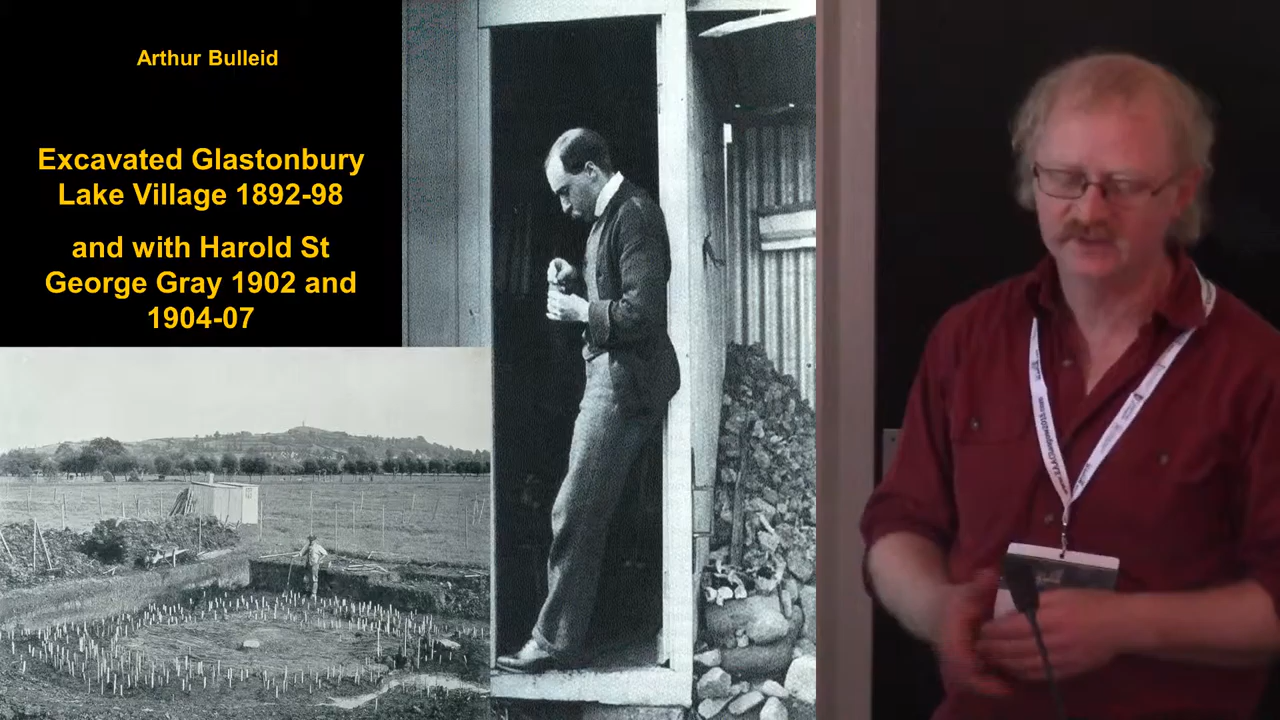 Arthur Bulleid
Excavated Glastonbury
Lake Village 1892-98
and with Harold St
George Gray 1902 and
1904-07